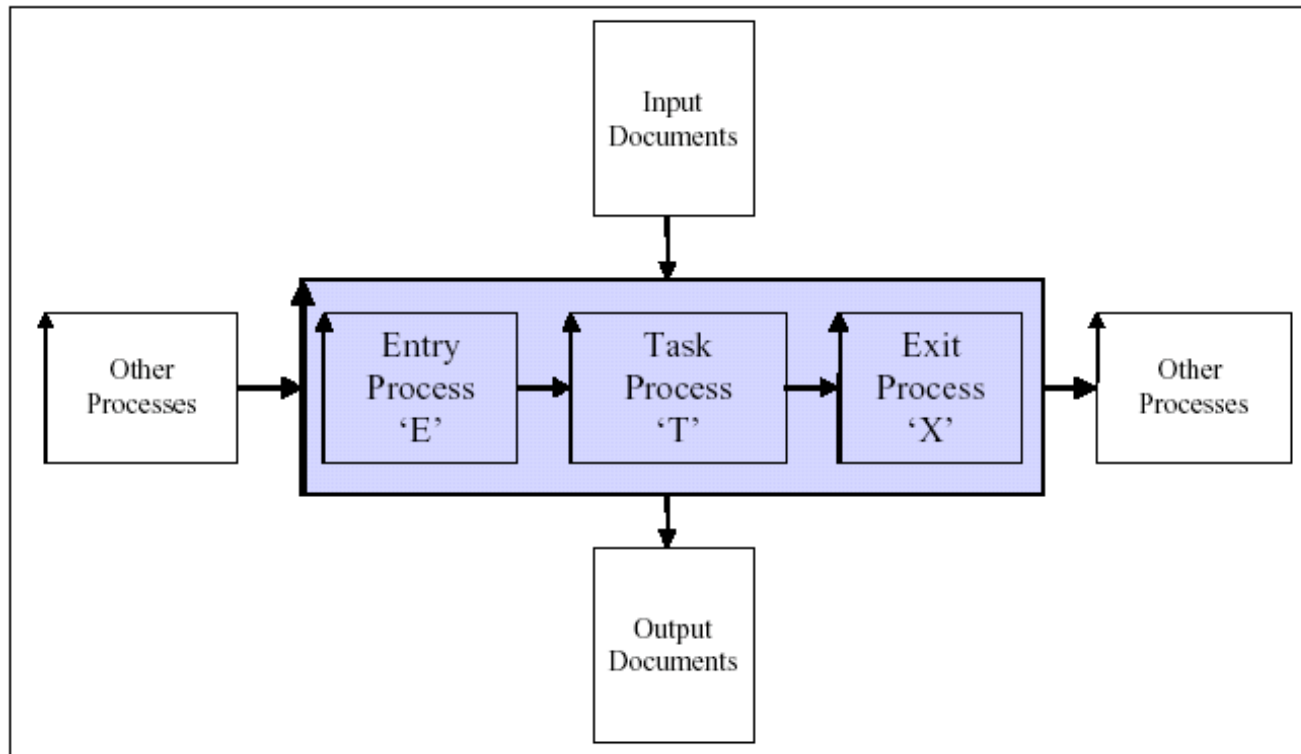 Input
Documents
Other
Processes
Entry
Process
‘E’
Task
Process
‘T’
Exit
Process
‘X’
Other
Processes
Output
Documents